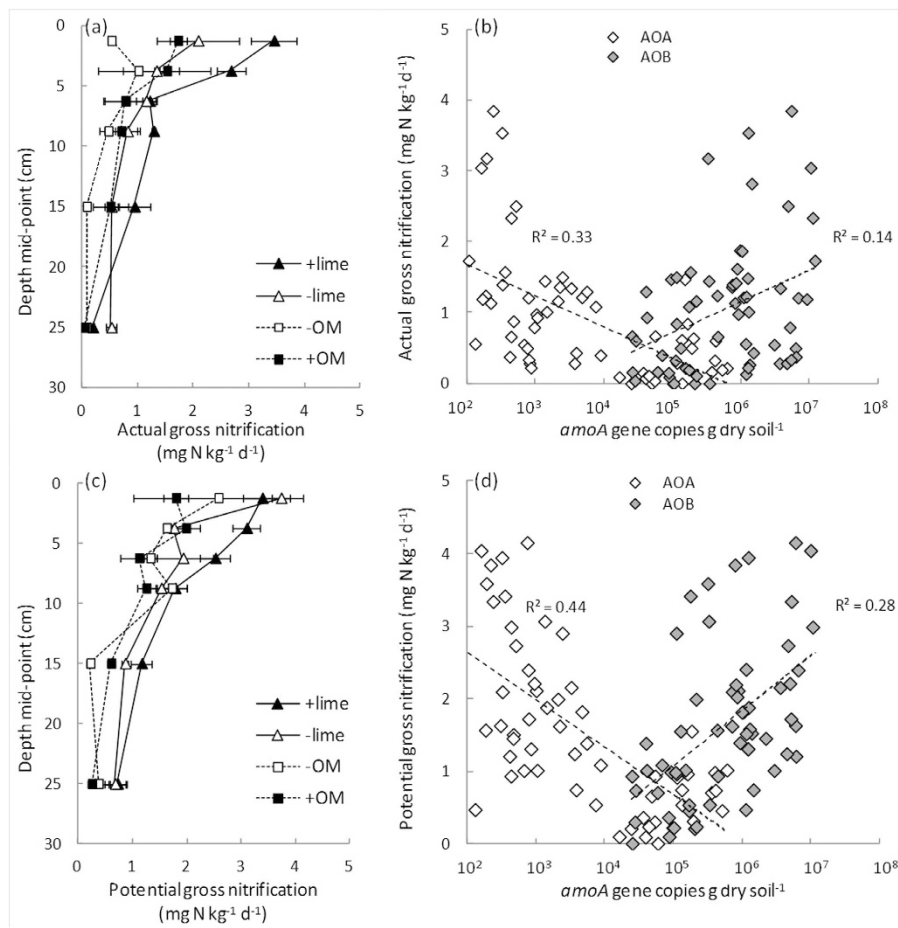 (a)
0
5
10
15
20
25
30
Depth mid-point (cm)
+lime
-lime
-OM
+OM
0 1 2 3 4 5
Actual gross nitrification
(mg N kg⁻¹ d⁻¹)
(b)
AOA
AOB
5
4
3
2
1
0
Actual gross nitrification (mg N kg⁻¹ d⁻¹)
R² = 0.33
R² = 0.14
10² 10³ 10⁴ 10⁵ 10⁶ 10⁷ 10⁸
amoA gene copies g dry soil⁻¹
(c)
0
5
10
15
20
25
30
Depth mid-point (cm)
+lime
-lime
-OM
+OM
0 1 2 3 4 5
Potential gross nitrification
(mg N kg⁻¹ d⁻¹)
(d)
AOA
AOB
5
4
3
2
1
0
Potential gross nitrification (mg N kg⁻¹ d⁻¹)
R² = 0.44
R² = 0.28
10² 10³ 10⁴ 10⁵ 10⁶ 10⁷ 10⁸
amoA gene copies g dry soil⁻¹